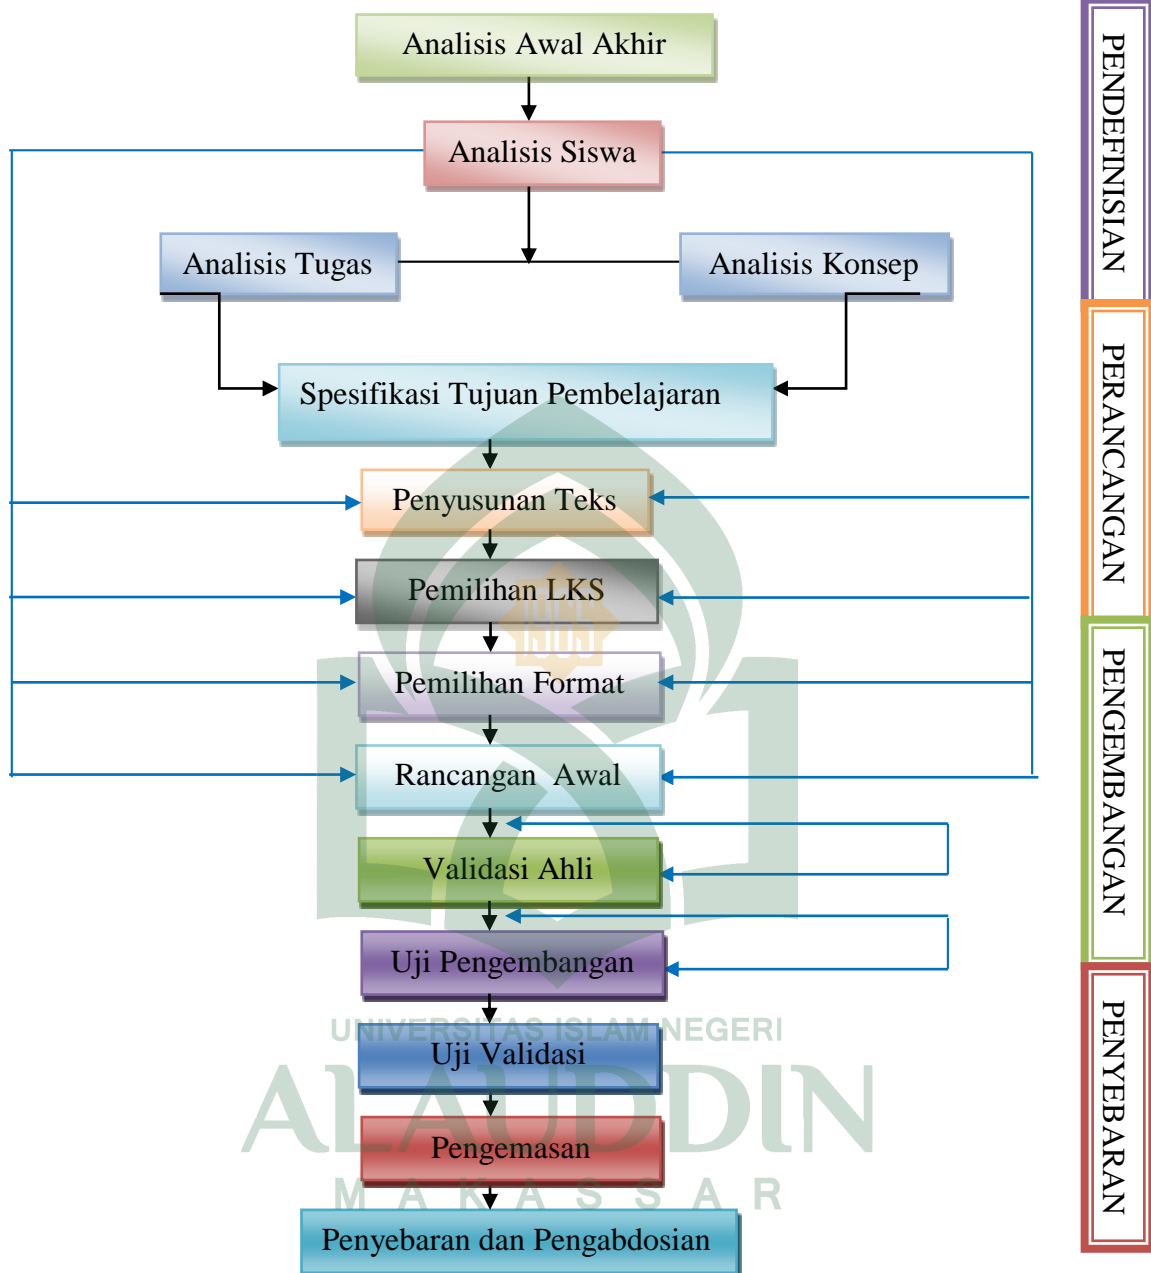 Analisis Awal Akhir
Analisis Siswa
Analisis Tugas
Analisis Konsep
Spesifikasi Tujuan Pembelajaran
Penyusunan Teks
Pemilihan LKS
1965
Pemilihan Format
Rancangan Awal
Validasi Ahli
Uji Pengembangan
UNIVERSITAS ISLAM NEGERI
Uji Validasi
ALAUDDIN
Pengemasan
MAKASSAR
Penyebaran dan Pengabdosian
PENDEFINISIAN
PERANCANGAN
PENGEMBANGAN
PENYEBARAN